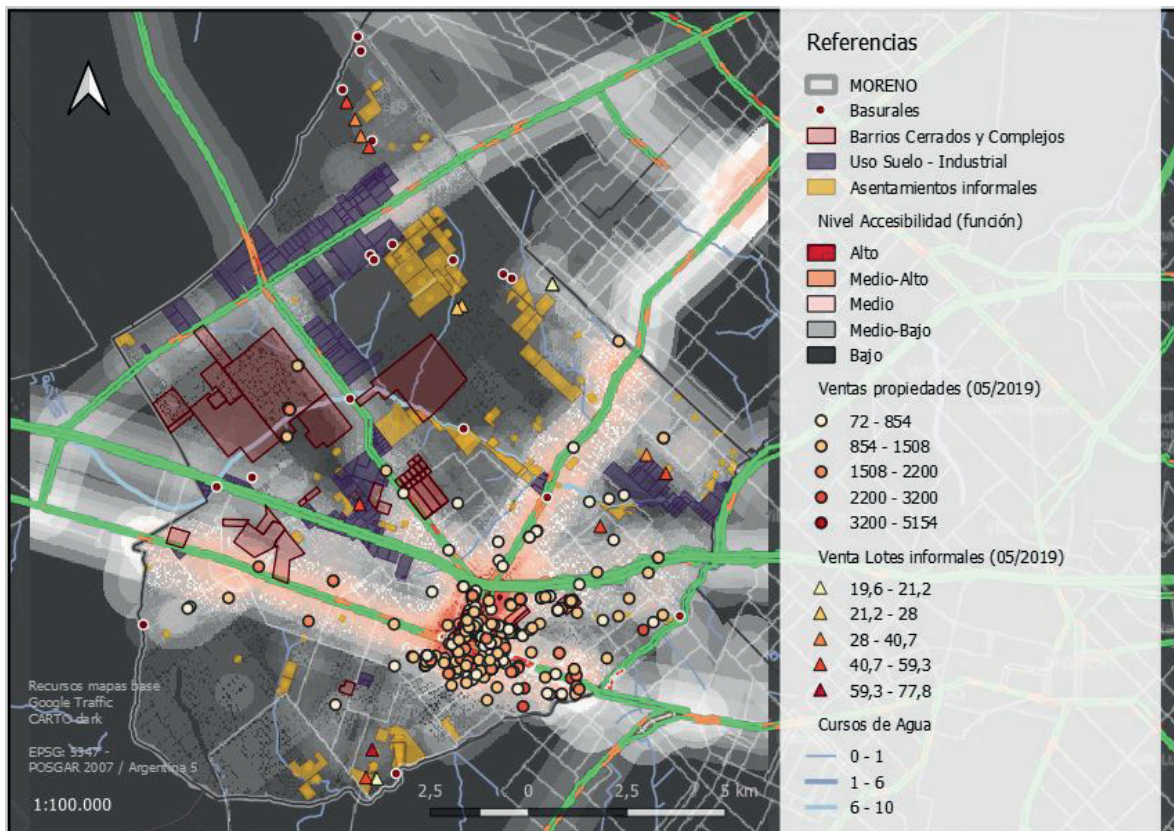 Referencias
MORENO
Basurales
Barrios Cerrados y Complejos
Uso Suelo - Industrial
Asentamientos informales
Nivel Accesibilidad (función)
Alto
Medio-Alto
Medio
Medio-Bajo
Bajo
Ventas propiedades (05/2019)
72 - 854
854 - 1508
1508 - 2200
2200 - 3200
3200 - 5154
Venta Lotes informales (05/2019)
19,6 - 21,2
21,2 - 28
28 - 40,7
40,7 - 59,3
59,3 - 77,8
Cursos de Agua
0 - 1
1 - 6
6 - 10
Recursos mapas base
Google Traffic
CARTO dark
EPSG: 5347 -
POSGAR 2007 / Argentina 5
1:100.000
2,5 0 2,5 5 km